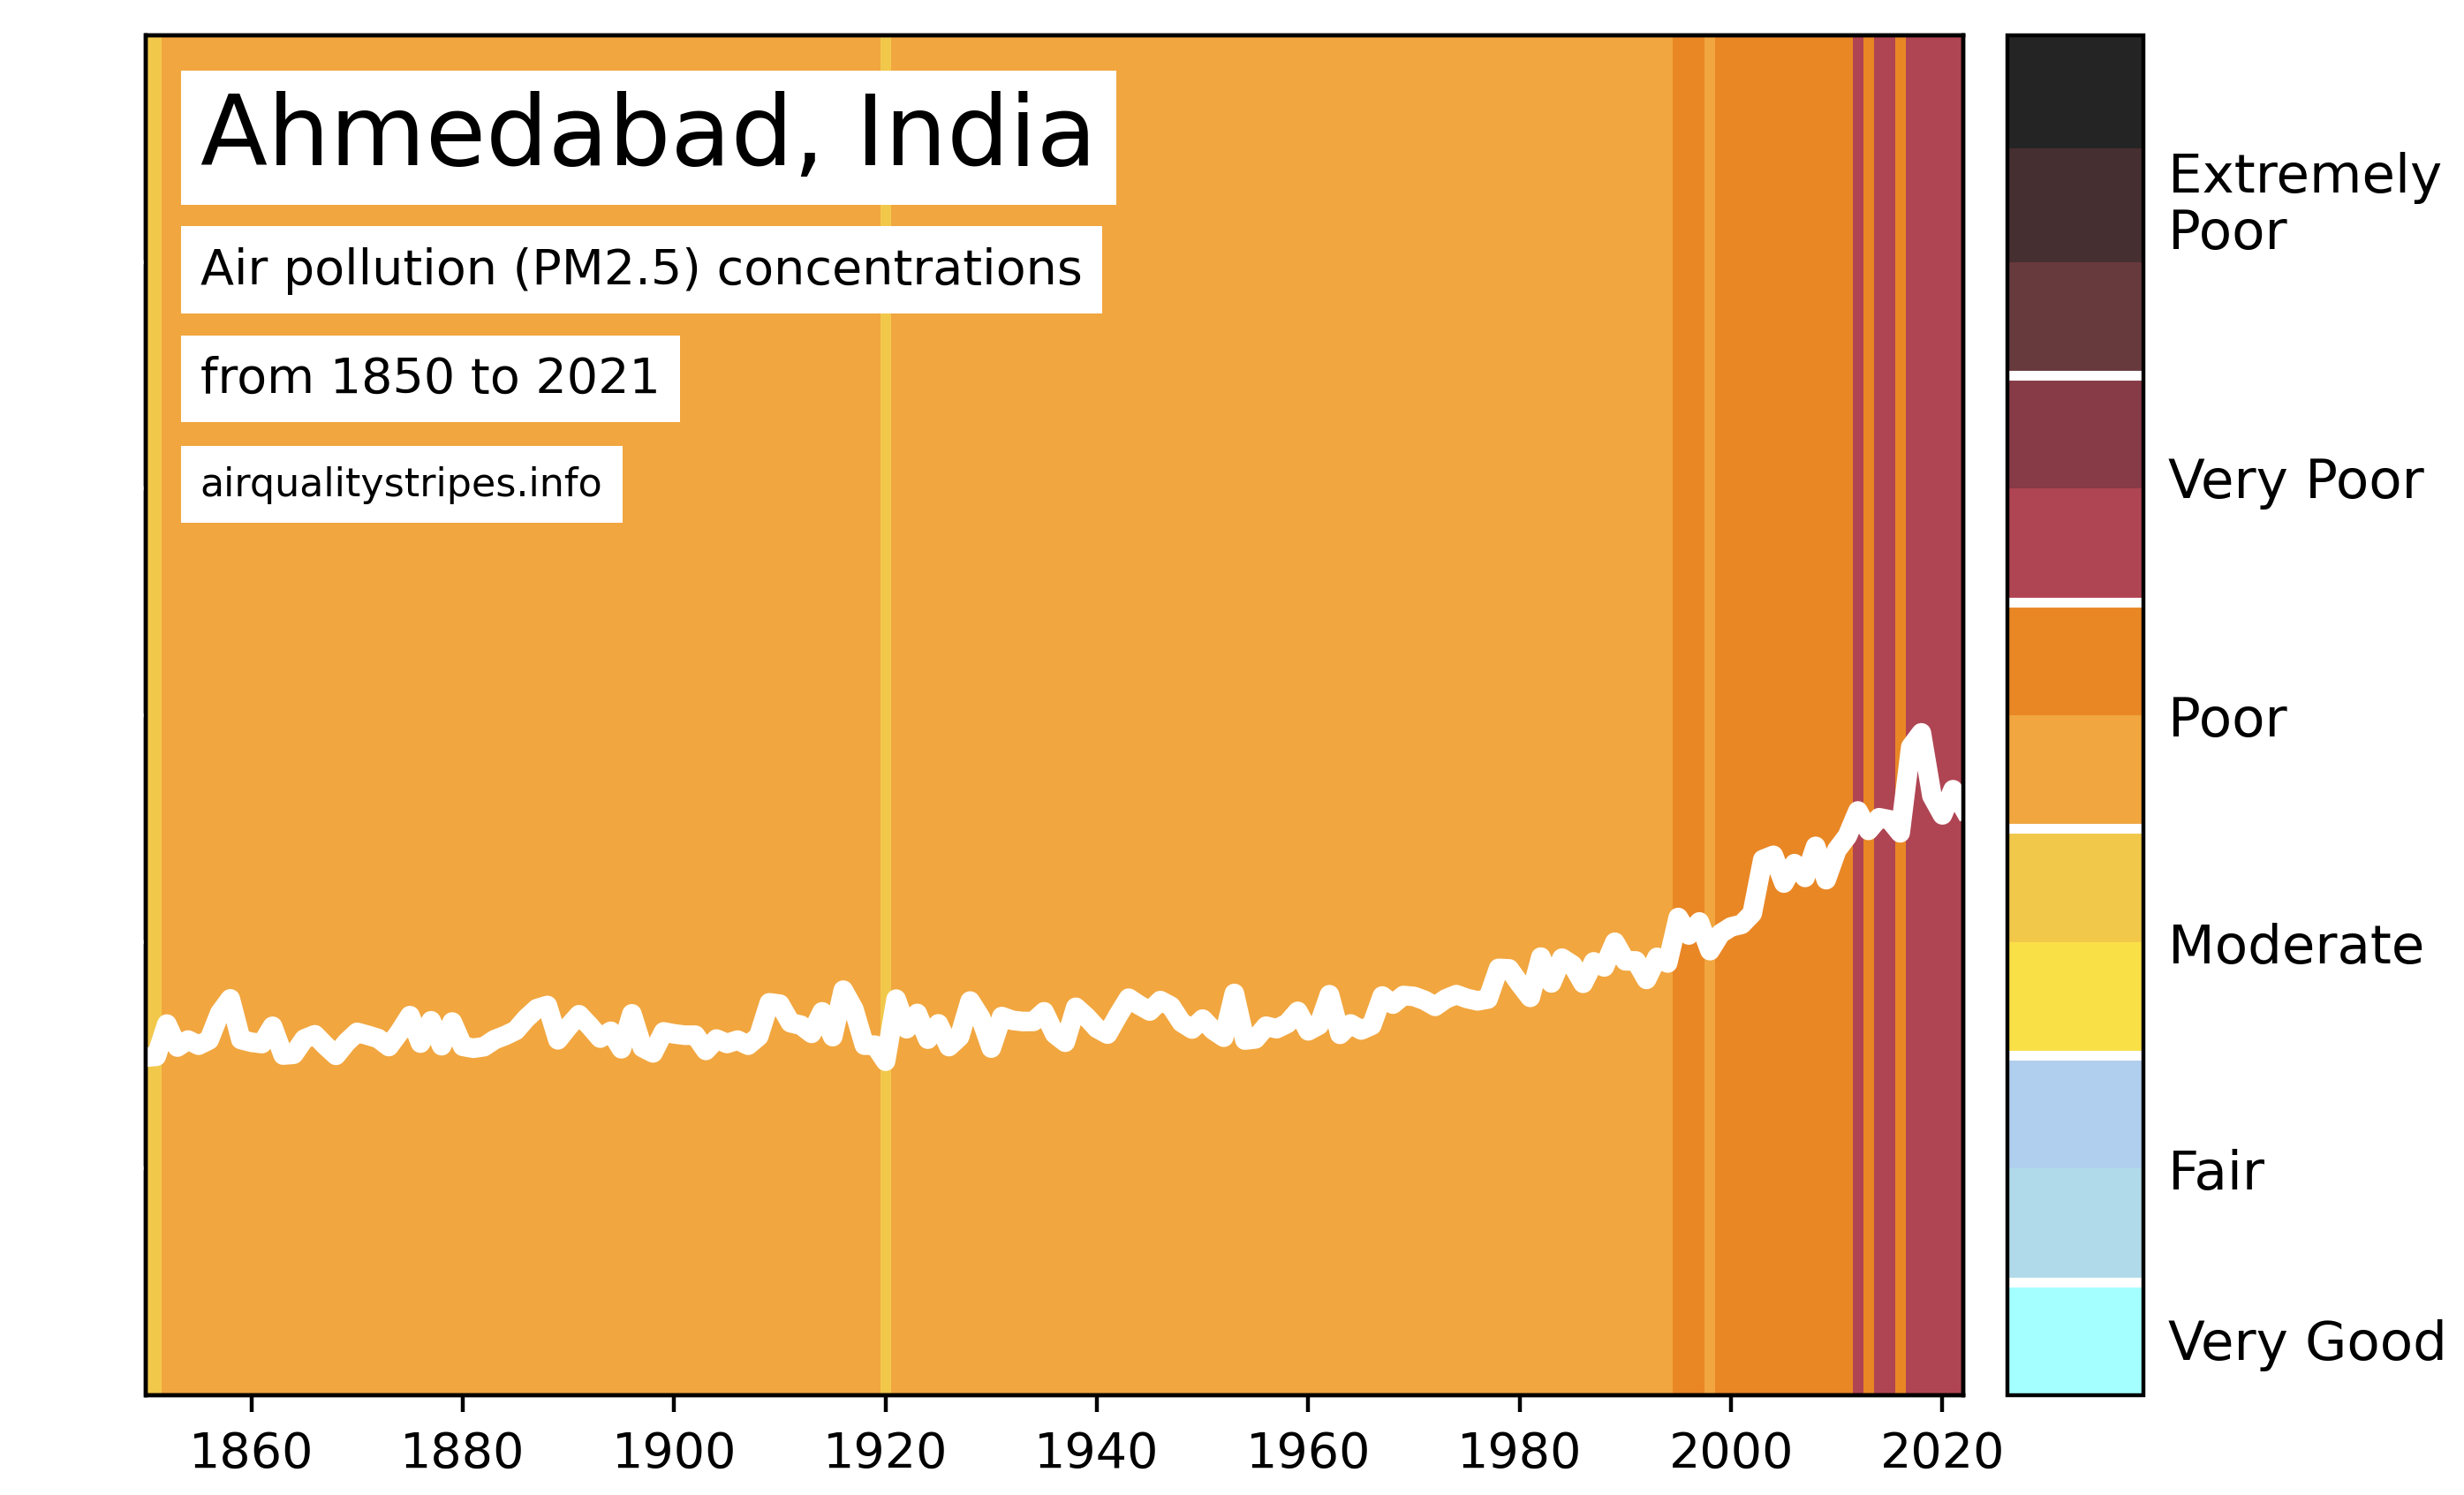 Ahmedabad, India
Air pollution (PM2.5) concentrations
from 1850 to 2021
airqualitystripes.info
Extremely
Poor
Very Poor
Poor
Moderate
Fair
Very Good
1860 1880 1900 1920 1940 1960 1980 2000 2020